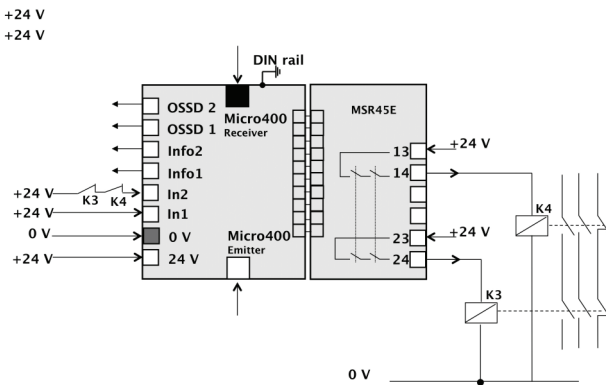 +24 V
+24 V
DIN rail
OSSD 2
Micro400
Receiver
MSR45E
OSSD 1
Info2
13
+24 V
Info1
14
+24 V
K3
K4
In2
+24 V
In1
K4
0 V
0 V
Micro400
Emitter
23
+24 V
+24 V
24 V
24
K3
0 V